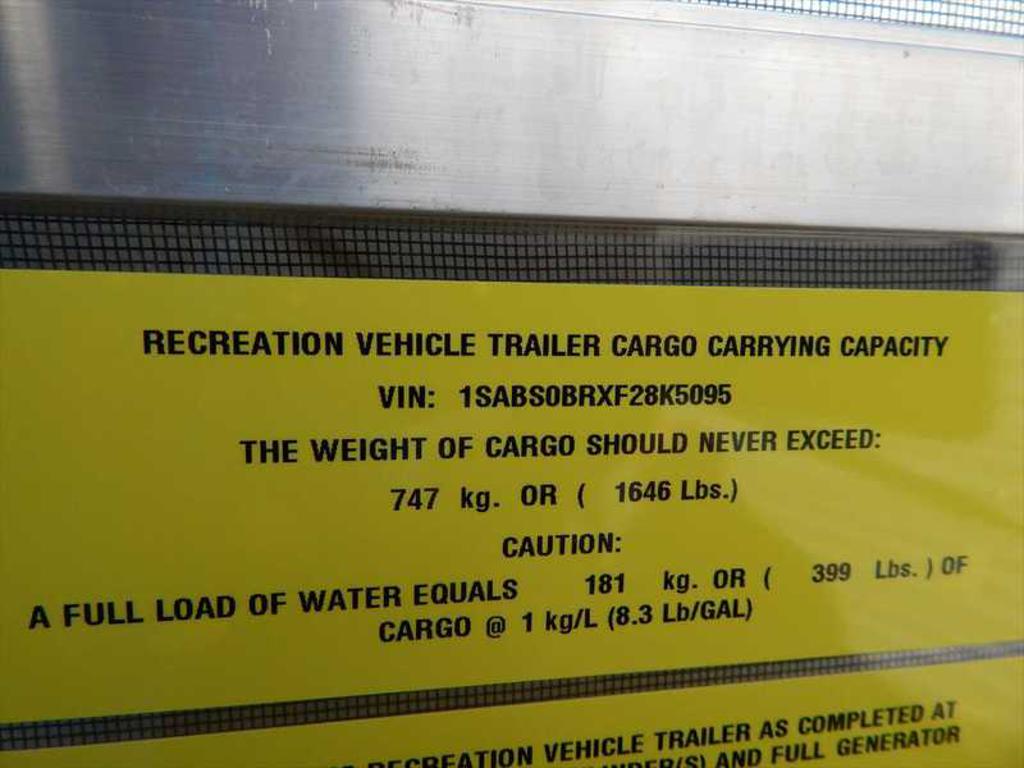 RECREATION VEHICLE TRAILER CARGO CARRYING CAPACITY
VIN: 1SABS0BRXF28K5095
THE WEIGHT OF CARGO SHOULD NEVER EXCEED:
747 kg. OR ( 1646 Lbs.)
CAUTION:
A FULL LOAD OF WATER EQUALS 181 kg. OR ( 399 Lbs. ) OF
CARGO @ 1 kg/L (8.3 Lb/GAL)
RECREATION VEHICLE TRAILER AS COMPLETED AT
AND FULL GENERATOR